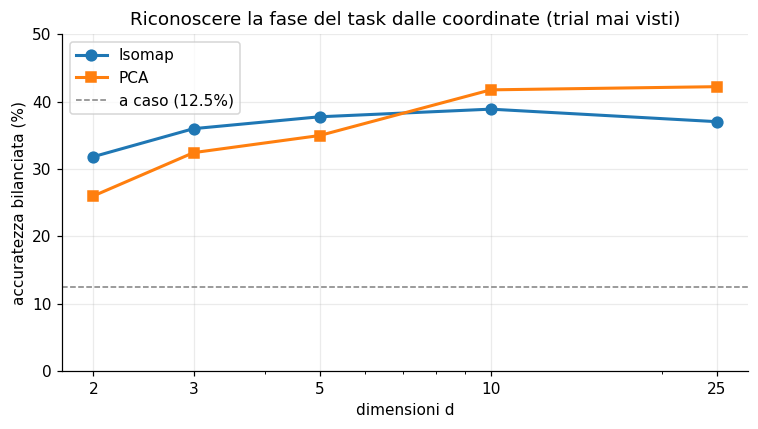 Riconoscere la fase del task dalle coordinate (trial mai visti)
Isomap
PCA
a caso (12.5%)
accuratezza bilanciata (%)
50
40
30
20
10
0
2
3
5
10
25
dimensioni d